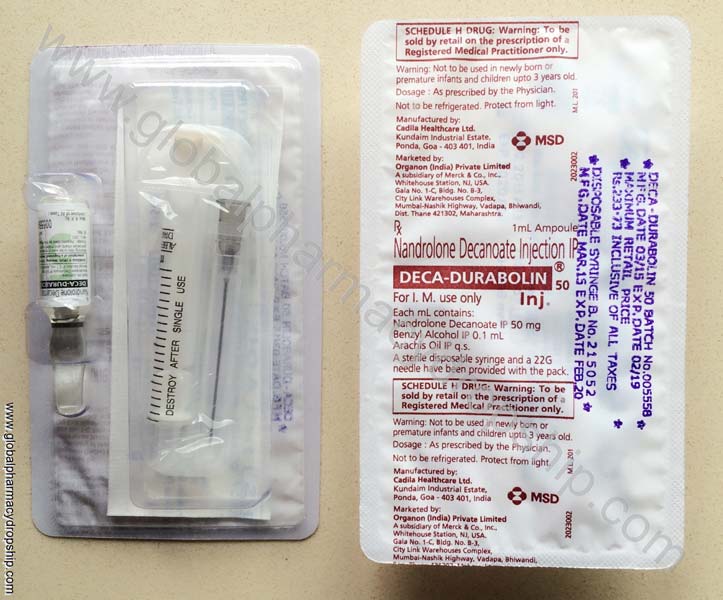 SCHEDULE H DRUG: Warning: To be
sold by retail on the prescription of a
Registered Medical Practitioner only.
Warning: Not to be used in newly born or
premature infants and children upto 3 years old.
Dosage : As prescribed by the Physician.
Not to be refrigerated. Protect from light.
M.L. 201
Manufactured by:
Cadila Healthcare Ltd.
Kundaim Industrial Estate,
Ponda, Goa - 403 401, India
MSD
Marketed by:
Organon (India) Private Limited
A subsidiary of Merck & Co., Inc.,
Whitehouse Station, NJ, USA.
Gala No. 1-C, Bldg. No. B-3,
City Link Warehouses Complex,
Mumbai-Nashik Highway, Vadapa, Bhiwandi,
Dist. Thane 421302, Maharashtra.
2023002
Rx
1mL Ampoule
Nandrolone Decanoate Injection IP
DECA-DURABOLIN® 50
For I. M. use only
Inj.
Each mL contains:
Nandrolone Decanoate IP 50 mg
Benzyl Alcohol IP 0.1 mL
Arachis Oil IP q.s.
A sterile disposable syringe and a 22G
needle have been provided with the pack.
SCHEDULE H DRUG: Warning: To be
sold by retail on the prescription of a
Registered Medical Practitioner only.
Warning: Not to be used in newly born or
premature infants and children upto 3 years old.
Dosage : As prescribed by the Physician.
Not to be refrigerated. Protect from light.
M.L. 201
Manufactured by:
Cadila Healthcare Ltd.
Kundaim Industrial Estate,
Ponda, Goa - 403 401, India
MSD
Marketed by:
Organon (India) Private Limited
A subsidiary of Merck & Co., Inc.,
Whitehouse Station, NJ, USA.
Gala No. 1-C, Bldg. No. B-3,
City Link Warehouses Complex,
Mumbai-Nashik Highway, Vadapa, Bhiwandi,
2023002
* DECA-DURABOLIN 50 BATCH No.003558 *
MFG. DATE 03/15 EXP.DATE 02/19
* MAXIMUM RETAIL PRICE
Rs.233-73 INCLUSIVE OF ALL TAXES
* DISPOSABLE SYRINGE B.No.215052 *
MFG.DATE MAR.15 EXP.DATE FEB.20
DESTROY AFTER SINGLE USE
Nandrolone Decanoa
DECA-DURABO
www.globalpharmacydropship.com
www.globalpharmacydropship.com